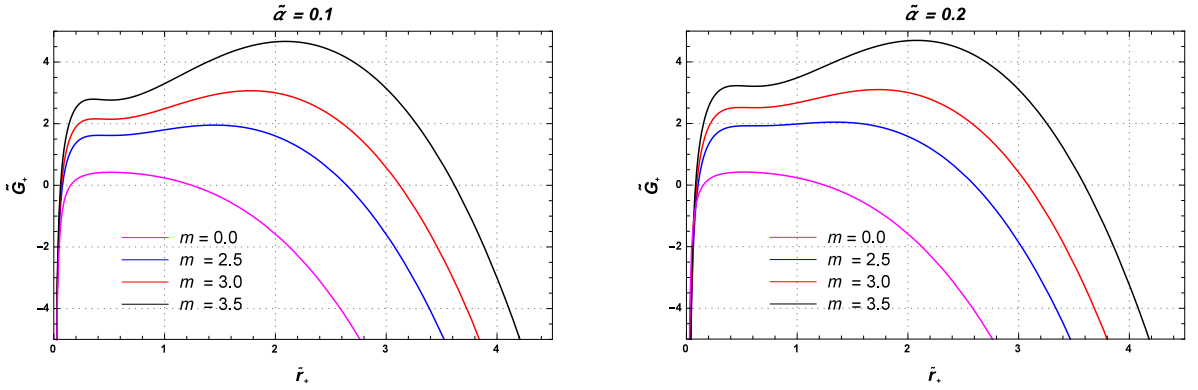 α̃ = 0.1
4
2
0
−2
−4
G̃₊
m = 0.0
m = 2.5
m = 3.0
m = 3.5
0 1 2 3 4
r̃₊
α̃ = 0.2
4
2
0
−2
−4
G̃₊
m = 0.0
m = 2.5
m = 3.0
m = 3.5
0 1 2 3 4
r̃₊